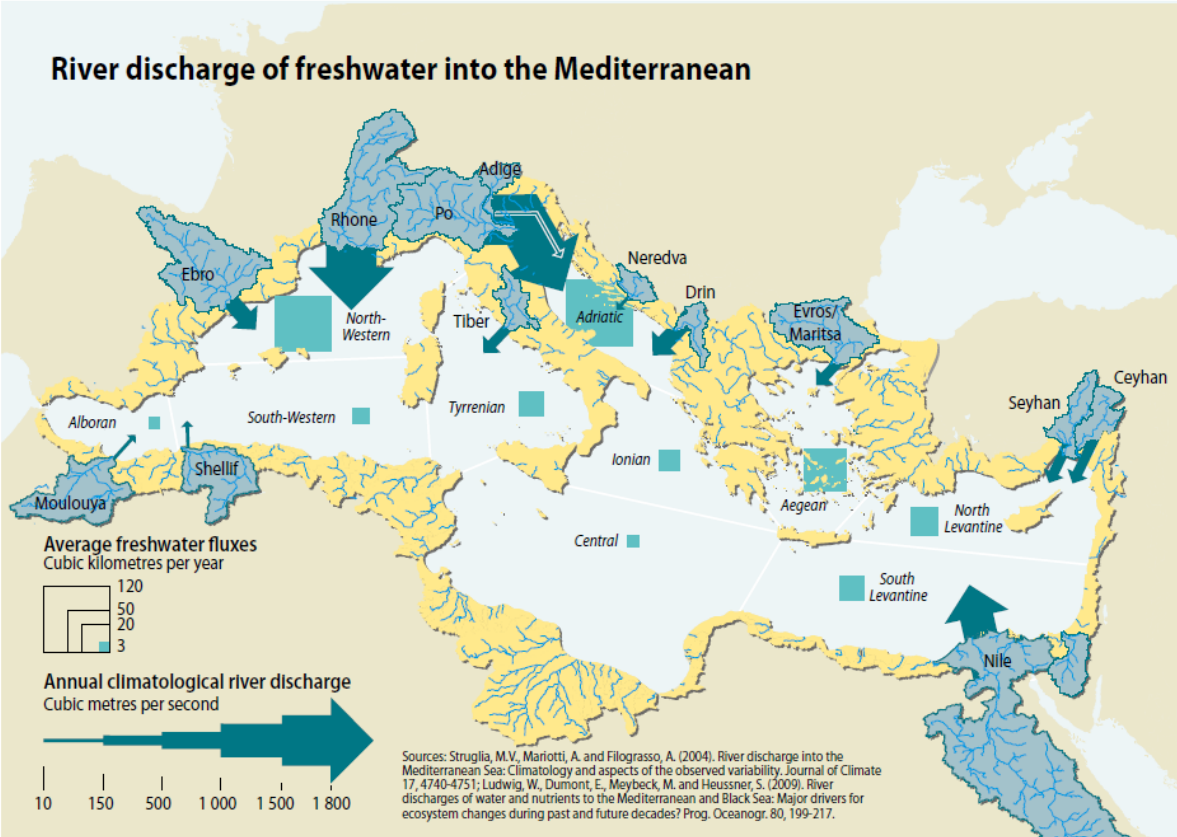 River discharge of freshwater into the Mediterranean
Adige
Rhone
Po
Ebro
Neredva
Drin
North-
Western
Adriatic
Tiber
Evros/
Maritsa
Ceyhan
Seyhan
Alboran
South-Western
Tyrrenian
Ionian
Shellif
Moulouya
Aegean
North
Levantine
Central
South
Levantine
Nile
Average freshwater fluxes
Cubic kilometres per year
120
50
20
3
Annual climatological river discharge
Cubic metres per second
10 150 500 1 000 1 500 1 800
Sources: Struglia, M.V., Mariotti, A. and Filograsso, A. (2004). River discharge into the
Mediterranean Sea: Climatology and aspects of the observed variability. Journal of Climate
17, 4740-4751; Ludwig, W., Dumont, E., Meybeck, M. and Heussner, S. (2009). River
discharges of water and nutrients to the Mediterranean and Black Sea: Major drivers for
ecosystem changes during past and future decades? Prog. Oceanogr. 80, 199-217.